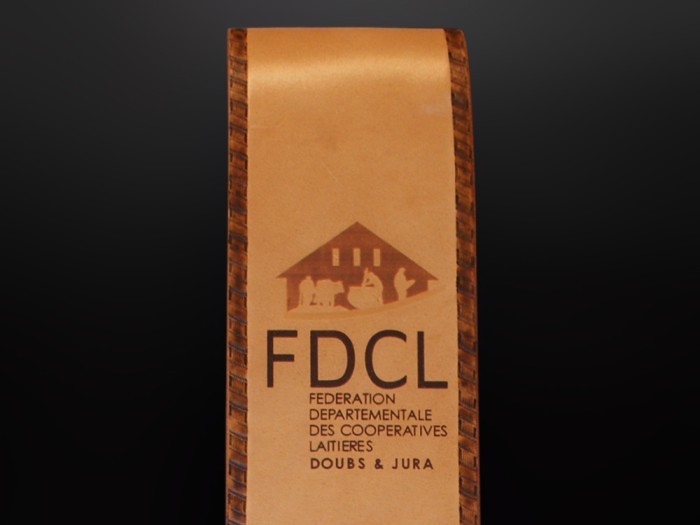 FDCL
FEDERATION
DEPARTEMENTALE
DES COOPERATIVES
LAITIERES
DOUBS & JURA